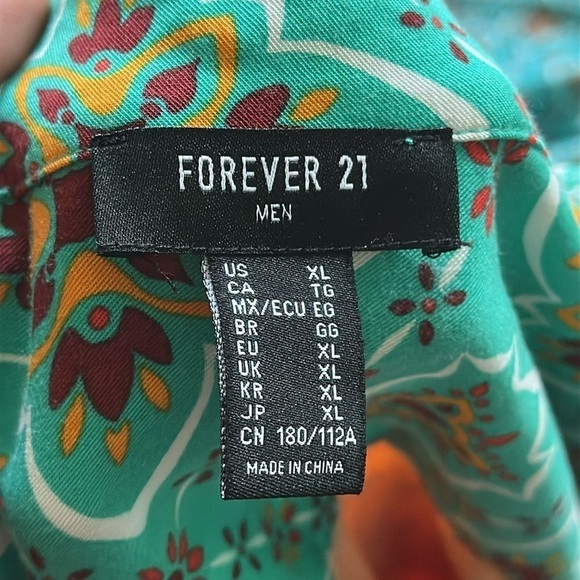 FOREVER 21
MEN
US XL
CA TG
MX/ECU EG
BR GG
EU XL
UK XL
KR XL
JP XL
CN 180/112A
MADE IN CHINA